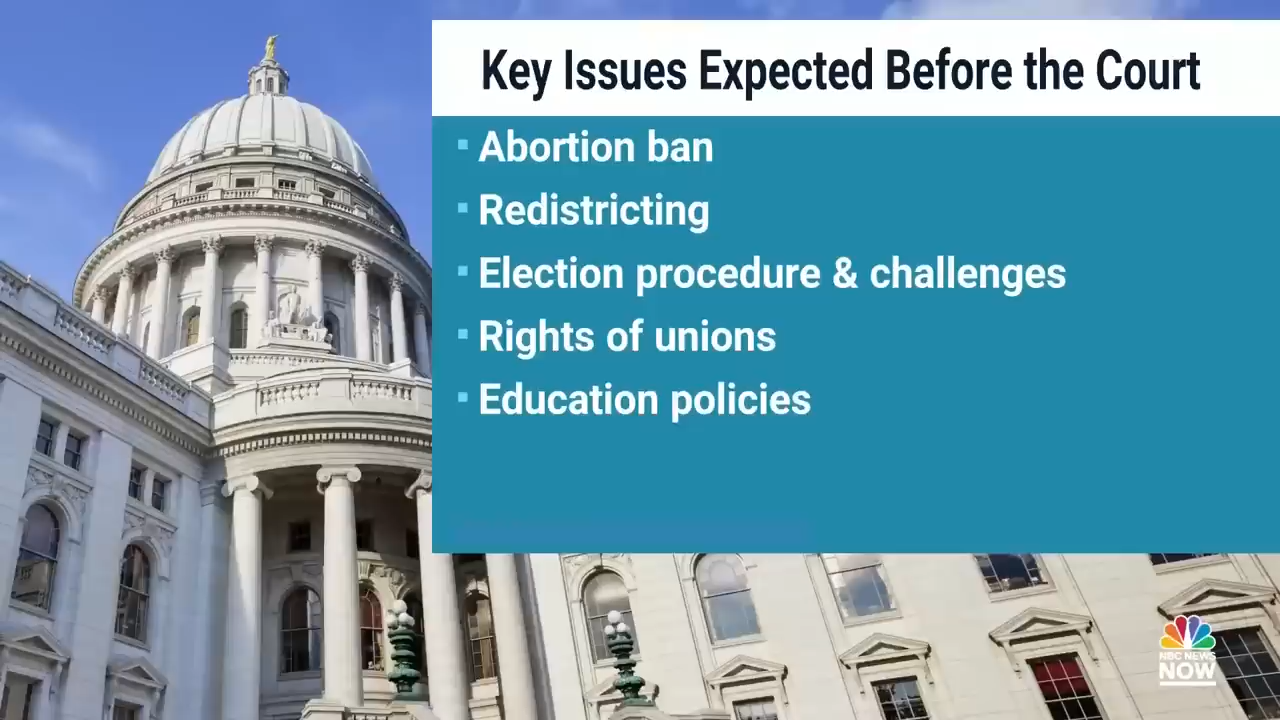 Key Issues Expected Before the Court
▪ Abortion ban
▪ Redistricting
▪ Election procedure & challenges
▪ Rights of unions
▪ Education policies
NBC NEWS
NOW